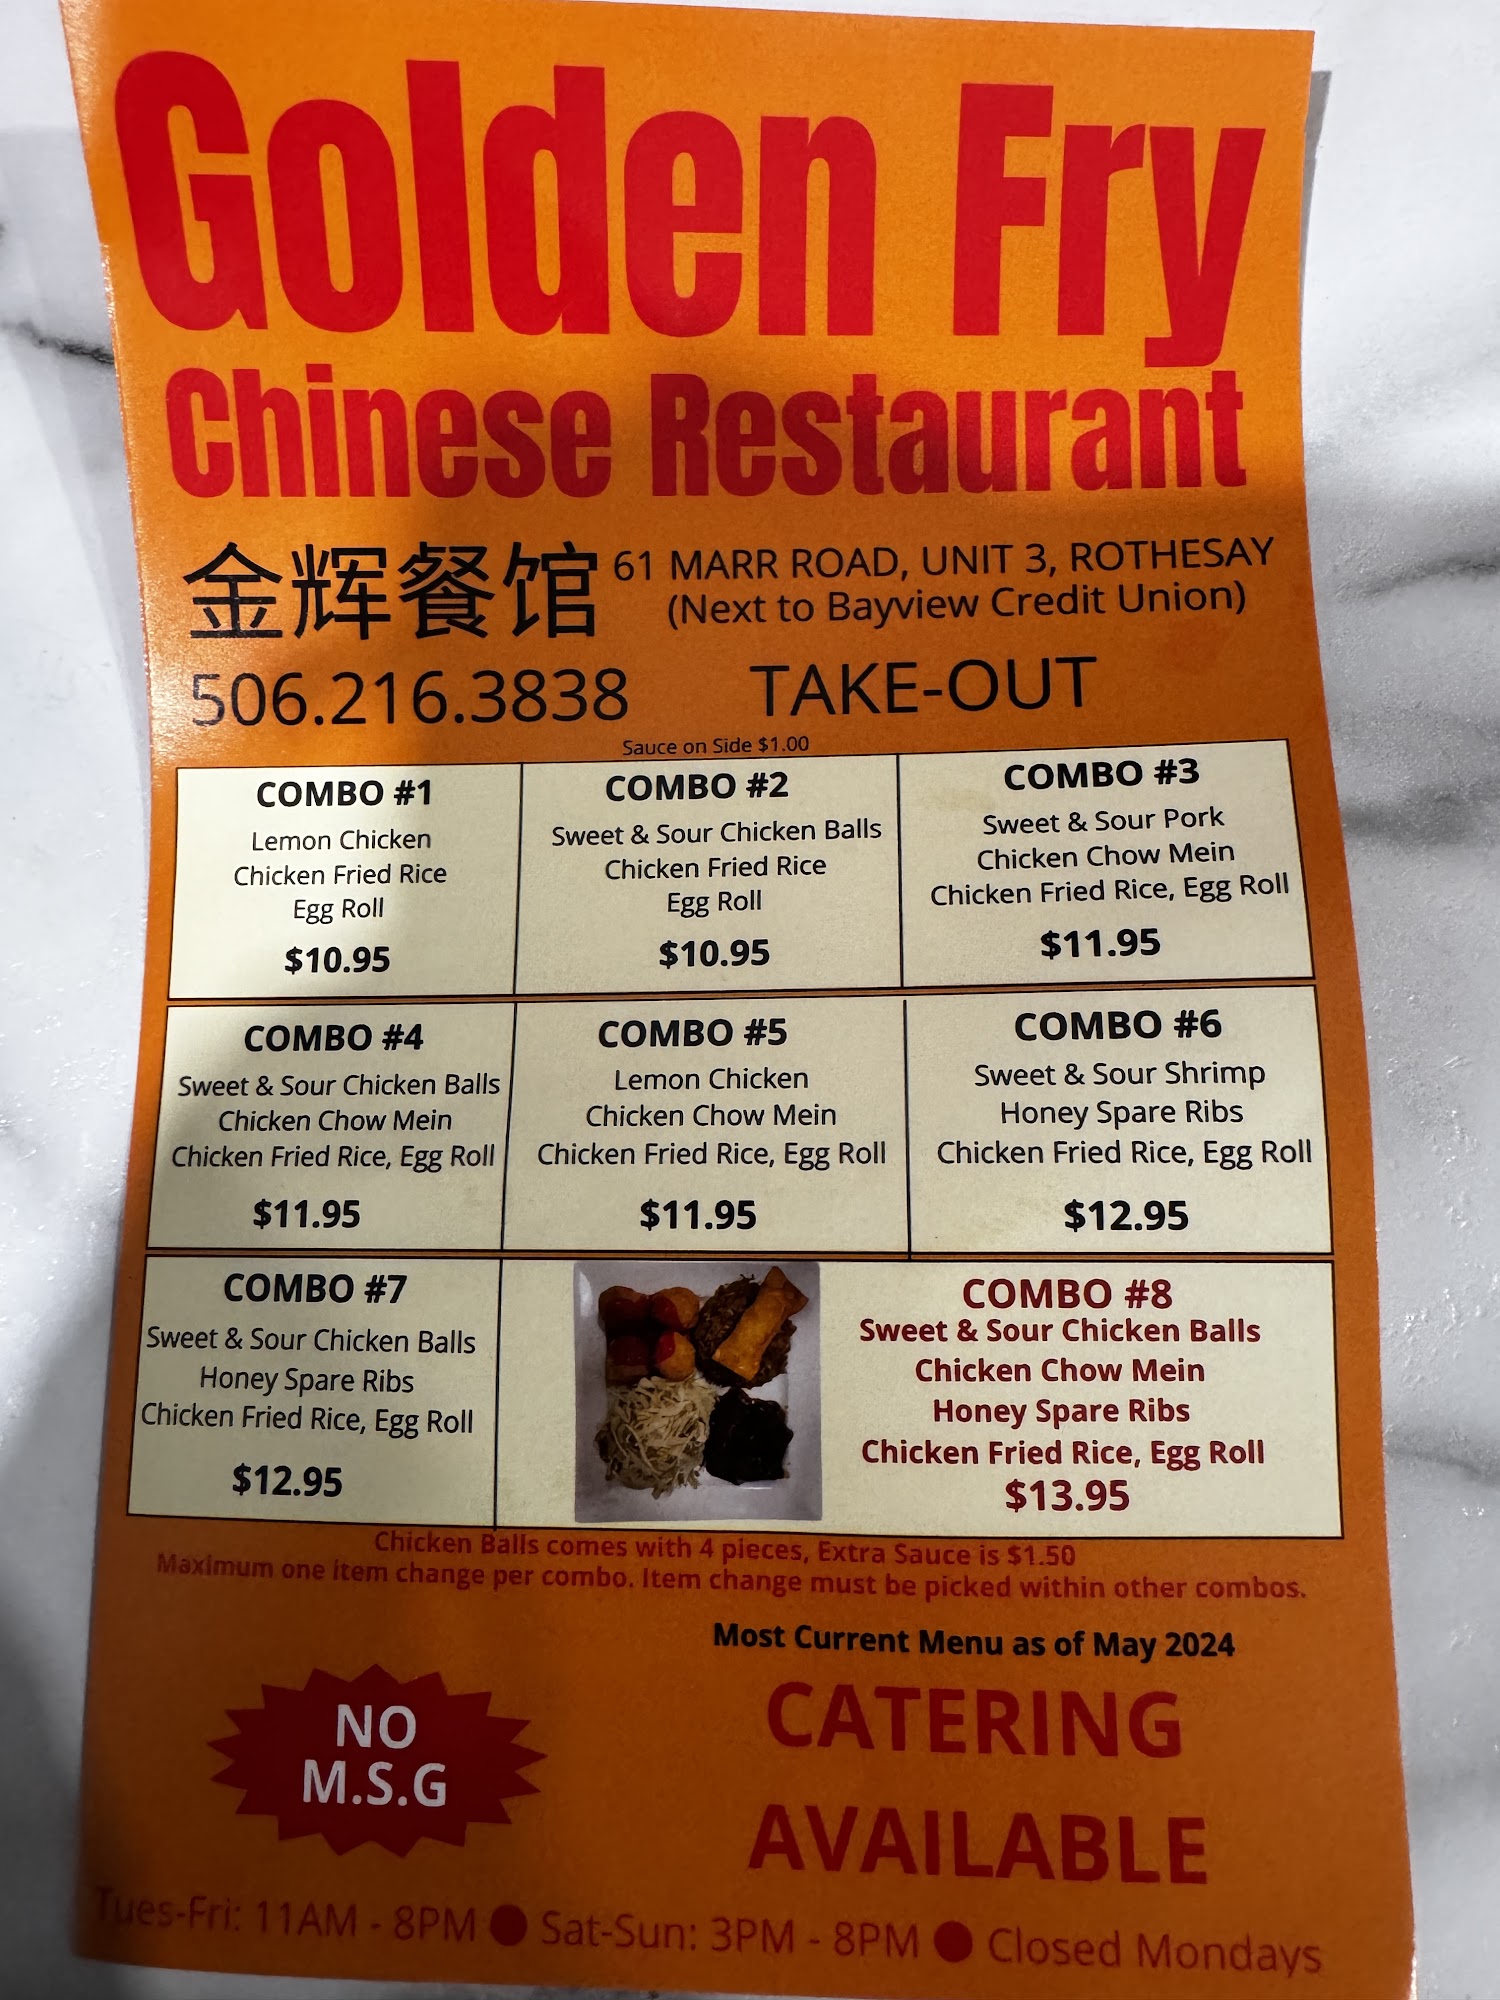 Golden Fry
Chinese Restaurant
金辉餐馆
61 MARR ROAD, UNIT 3, ROTHESAY
(Next to Bayview Credit Union)
506.216.3838
TAKE-OUT
Sauce on Side $1.00
COMBO #1
Lemon Chicken
Chicken Fried Rice
Egg Roll
$10.95
COMBO #2
Sweet & Sour Chicken Balls
Chicken Fried Rice
Egg Roll
$10.95
COMBO #3
Sweet & Sour Pork
Chicken Chow Mein
Chicken Fried Rice, Egg Roll
$11.95
COMBO #4
Sweet & Sour Chicken Balls
Chicken Chow Mein
Chicken Fried Rice, Egg Roll
$11.95
COMBO #5
Lemon Chicken
Chicken Chow Mein
Chicken Fried Rice, Egg Roll
$11.95
COMBO #6
Sweet & Sour Shrimp
Honey Spare Ribs
Chicken Fried Rice, Egg Roll
$12.95
COMBO #7
Sweet & Sour Chicken Balls
Honey Spare Ribs
Chicken Fried Rice, Egg Roll
$12.95
COMBO #8
Sweet & Sour Chicken Balls
Chicken Chow Mein
Honey Spare Ribs
Chicken Fried Rice, Egg Roll
$13.95
Chicken Balls comes with 4 pieces, Extra Sauce is $1.50
Maximum one item change per combo. Item change must be picked within other combos.
Most Current Menu as of May 2024
NO
M.S.G
CATERING
AVAILABLE
Tues-Fri: 11AM - 8PM ● Sat-Sun: 3PM - 8PM ● Closed Mondays